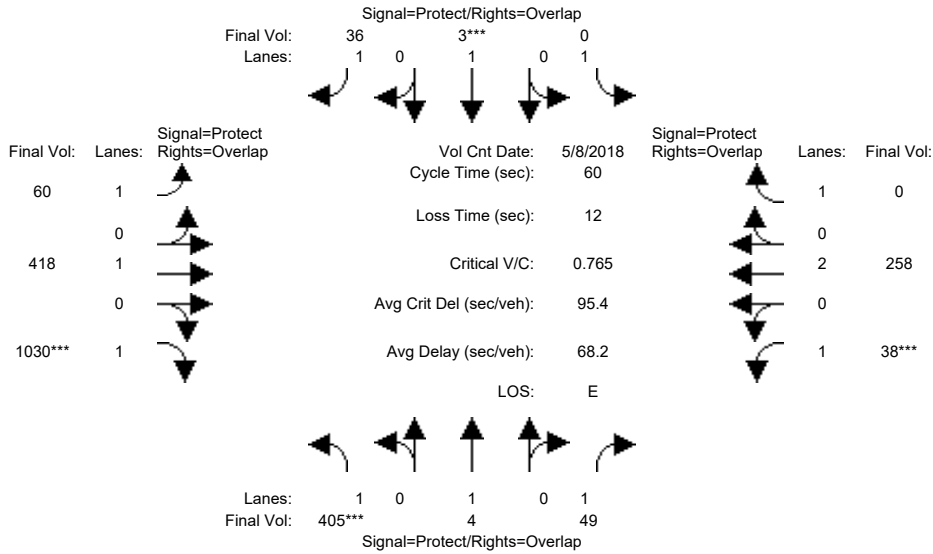 Signal=Protect/Rights=Overlap
Final Vol: 36 3*** 0
Lanes: 1 0 1 0 1
Signal=Protect Signal=Protect
Final Vol: Lanes: Rights=Overlap Vol Cnt Date: 5/8/2018 Rights=Overlap Lanes: Final Vol:
Cycle Time (sec): 60
60 1 1 0
Loss Time (sec): 12
0 0
418 1 Critical V/C: 0.765 2 258
0 Avg Crit Del (sec/veh): 95.4 0
1030*** 1 Avg Delay (sec/veh): 68.2 1 38***
LOS: E
Lanes: 1 0 1 0 1
Final Vol: 405*** 4 49
Signal=Protect/Rights=Overlap